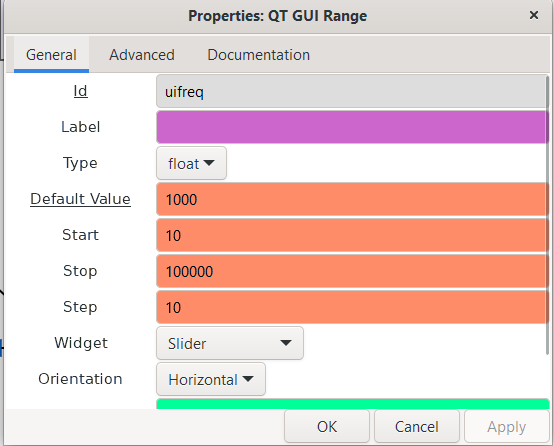 Properties: QT GUI Range ×
General Advanced Documentation
Id uifreq
Label
Type float
Default Value 1000
Start 10
Stop 100000
Step 10
Widget Slider
Orientation Horizontal
OK Cancel Apply